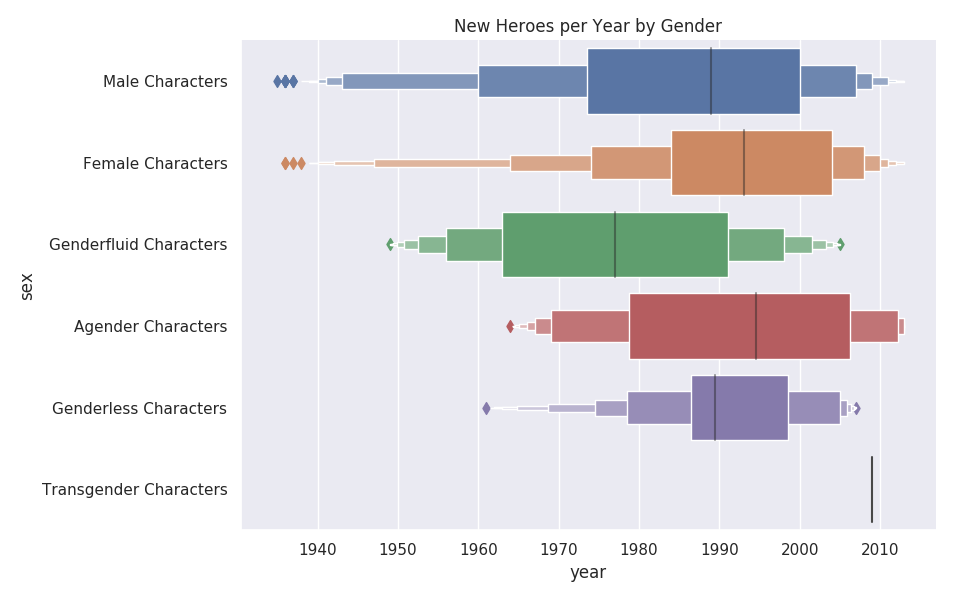 New Heroes per Year by Gender
Male Characters
Female Characters
Genderfluid Characters
Agender Characters
Genderless Characters
Transgender Characters
sex
1940 1950 1960 1970 1980 1990 2000 2010
year